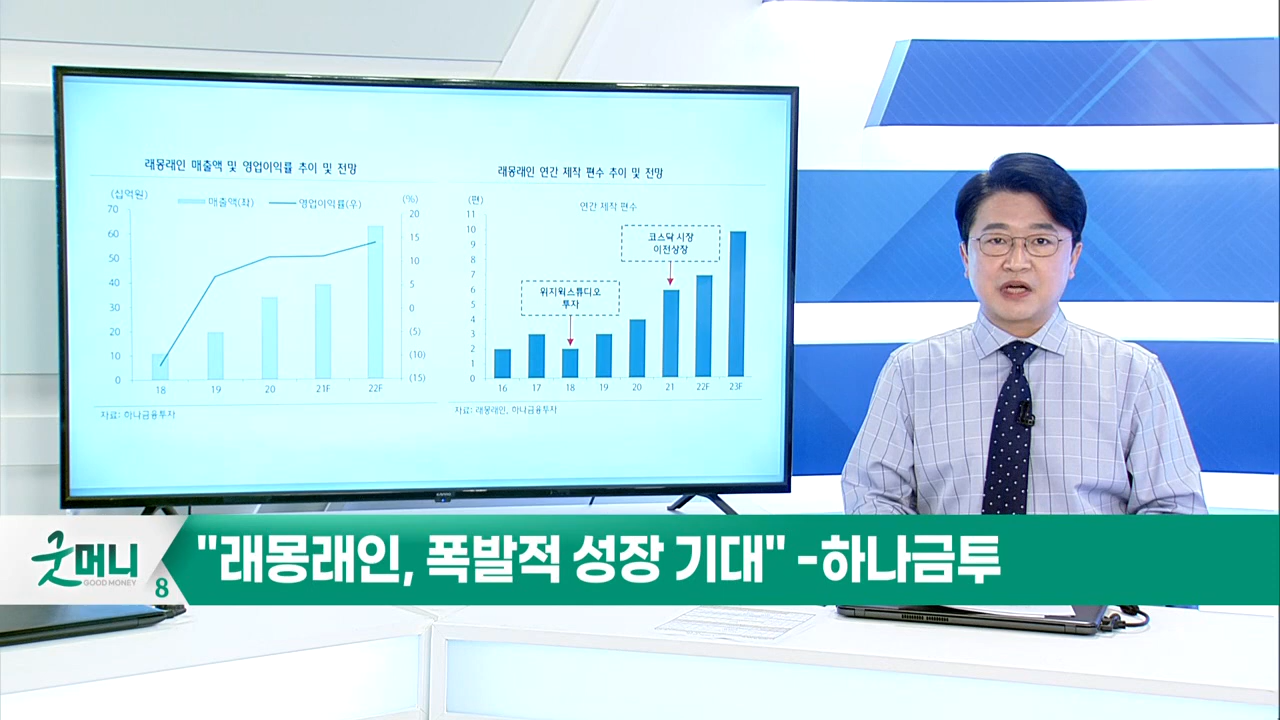 래몽래인 매출액 및 영업이익률 추이 및 전망
(십억원)
매출액(좌)
영업이익률(우)
(%)
70
60
50
40
30
20
10
0
20
15
10
5
0
(5)
(10)
(15)
18 19 20 21F 22F
자료: 하나금융투자
래몽래인 연간 제작 편수 추이 및 전망
(편)
연간 제작 편수
11
10
9
8
7
6
5
4
3
2
1
0
코스닥 시장
이전상장
위지윅스튜디오
투자
16 17 18 19 20 21 22F 23F
자료: 래몽래인, 하나금융투자
굿머니
GOOD MONEY
8
"래몽래인, 폭발적 성장 기대" -하나금투